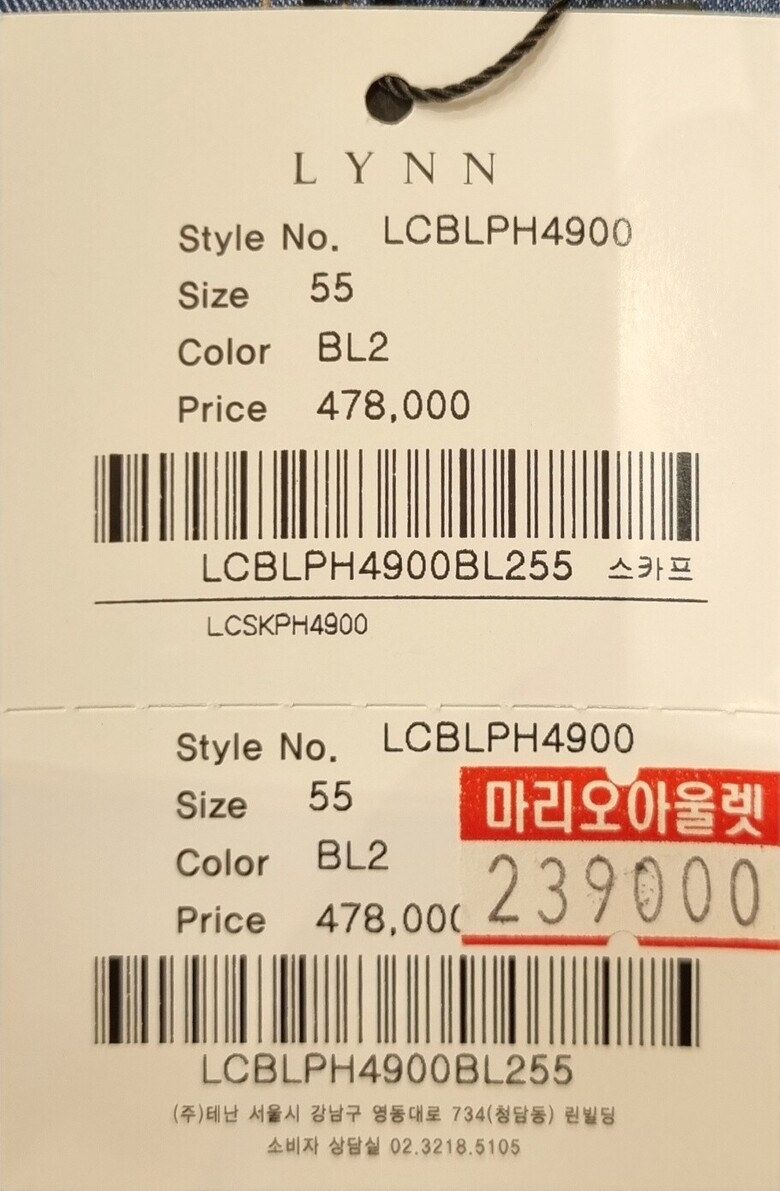 LYNN
Style No. LCBLPH4900
Size 55
Color BL2
Price 478,000
LCBLPH4900BL255 스카프
LCSKPH4900
Style No. LCBLPH4900
Size 55
마리오아울렛
Color BL2
239000
Price 478,000
LCBLPH4900BL255
(주)테난 서울시 강남구 영동대로 734(청담동) 린빌딩
소비자 상담실 02.3218.5105